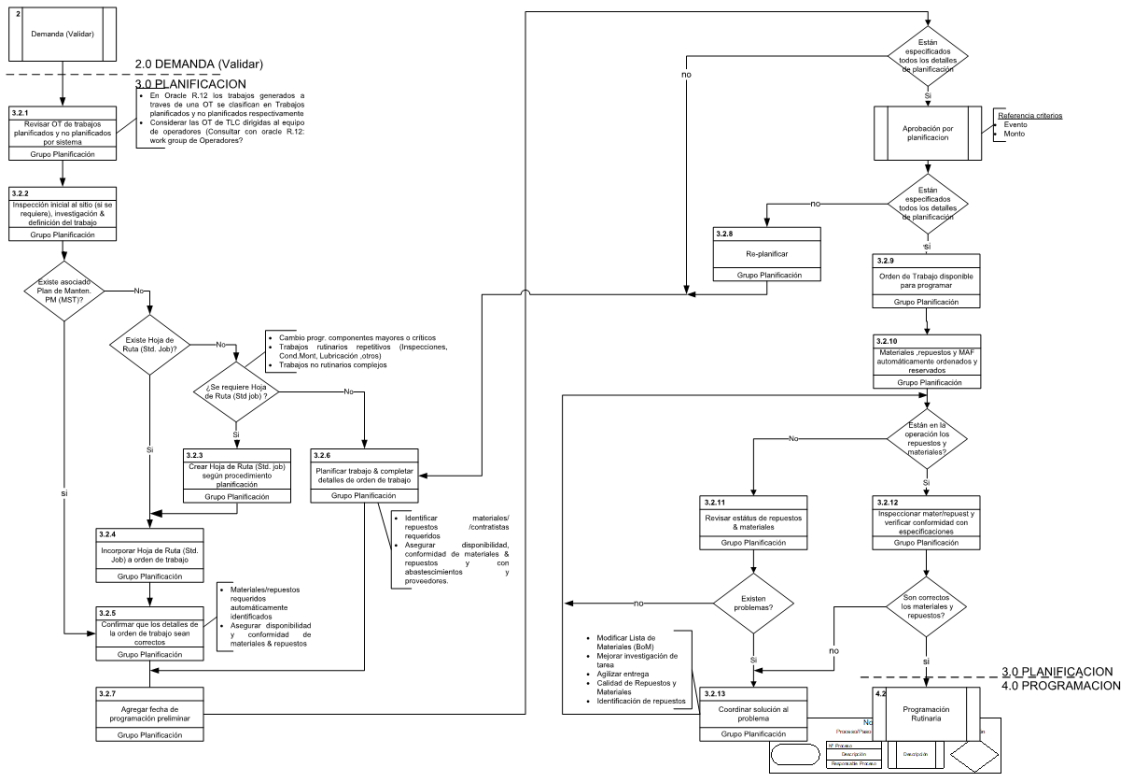 2
Demanda (Validar)
2.0 DEMANDA (Validar)
3.0 PLANIFICACION
• En Oracle R.12 los trabajos generados a
traves de una OT se clasifican en Trabajos
planificados y no planificados respectivamente
• Considerar las OT de TLC dirigidas al equipo
de operadores (Consultar con oracle R.12:
work group de Operadores?
3.2.1
Revisar OT de trabajos
planificados y no planificados
por sistema
Grupo Planificación
3.2.2
Inspección inicial al sitio (si se
requiere), investigación &
definición del trabajo
Grupo Planificación
Existe asociado
Plan de Manten.
PM (MST)?
No
si
Existe Hoja de
Ruta (Std. Job)?
No
Si
• Cambio progr. componentes mayores o críticos
• Trabajos rutinarios repetitivos (Inspecciones,
Cond.Mont, Lubricación ,otros)
• Trabajos no rutinarios complejos
¿Se requiere Hoja
de Ruta (Std job) ?
No
Si
3.2.3
Crear Hoja de Ruta (Std. job)
según procedimiento
planificación
Grupo Planificación
3.2.6
Planificar trabajo & completar
detalles de orden de trabajo
Grupo Planificación
• Identificar materiales/
repuestos /contratistas
requeridos
• Asegurar disponibilidad,
conformidad de materiales &
repuestos y con
abastescimientos y
proveedores.
3.2.4
Incorporar Hoja de Ruta (Std.
Job) a orden de trabajo
Grupo Planificación
3.2.5
Confirmar que los detalles de
la orden de trabajo sean
correctos
Grupo Planificación
• Materiales/repuestos
requeridos
automáticamente
identificados
• Asegurar disponibilidad
y conformidad de
materiales & repuestos
3.2.7
Agregar fecha de
programación preliminar
Grupo Planificación
Están
especificados
todos los detalles
de planificación
no
Si
Aprobación por
planificacion
Referencia criterios
• Evento
• Monto
Están
especificados
todos los detalles
de planificación
no
si
3.2.8
Re-planificar
Grupo Planificación
3.2.9
Orden de Trabajo disponible
para programar
Grupo Planificación
3.2.10
Materiales ,repuestos y MAF
automáticamente ordenados y
reservados
Grupo Planificación
Están en la
operación los
repuestos y
materiales?
No
Si
3.2.11
Revisar estátus de repuestos
& materiales
Grupo Planificación
3.2.12
Inspeccionar mater/repuest y
verificar conformidad con
especificaciones
Grupo Planificación
Existen
problemas?
no
Si
Son correctos
los materiales y
repuestos?
no
si
• Modificar Lista de
Materiales (BoM)
• Mejorar investigación de
tarea
• Agilizar entrega
• Calidad de Repuestos y
Materiales
• Identificación de repuestos
3.2.13
Coordinar solución al
problema
Grupo Planificación
3.0 PLANIFICACION
4.0 PROGRAMACION
4.2
Programación
Rutinaria
No
Proceso/Paso
N° Proceso
Descripción
Responsable Proceso
Descripción